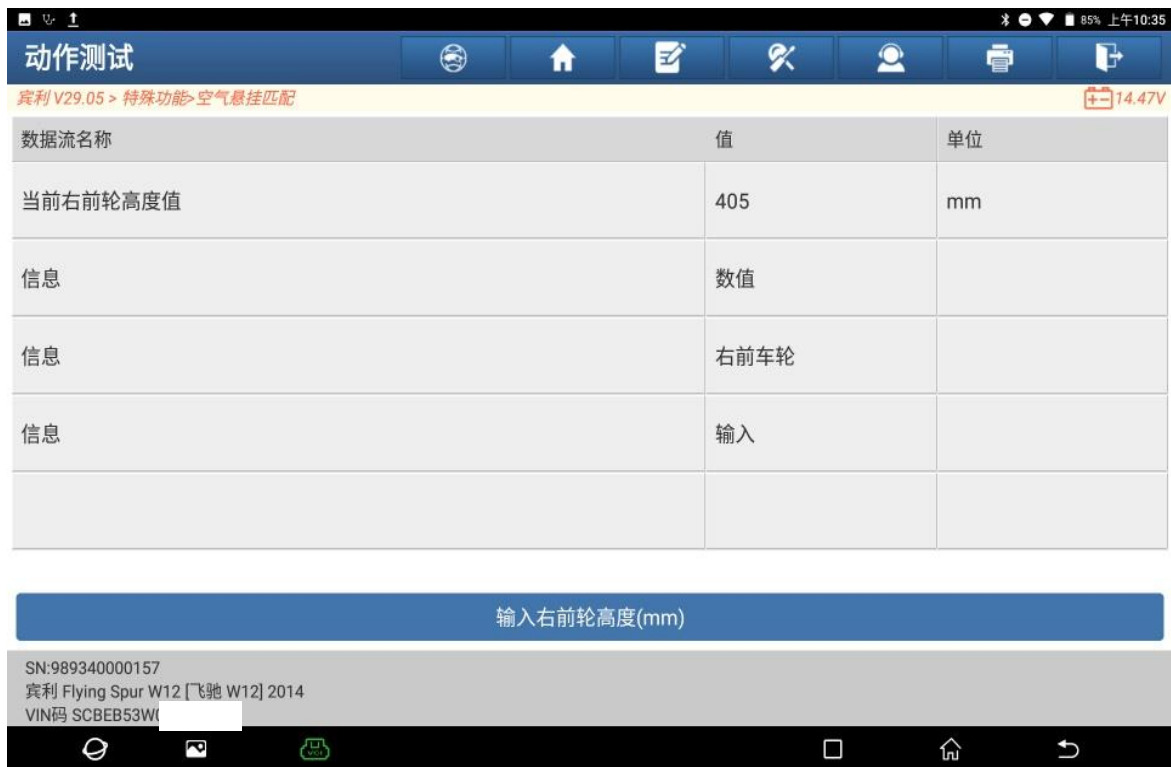 85% 上午10:35
动作测试
宾利 V29.05 > 特殊功能>空气悬挂匹配 14.47V
数据流名称 值 单位
当前右前轮高度值 405 mm
信息 数值
信息 右前车轮
信息 输入
输入右前轮高度(mm)
SN:989340000157
宾利 Flying Spur W12 [飞驰 W12] 2014
VIN码 SCBEB53W
VCI